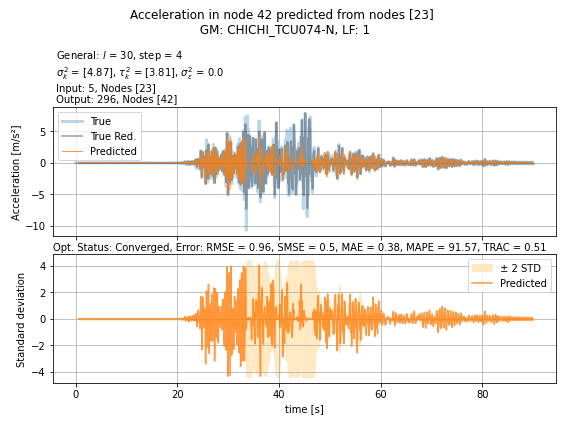 Acceleration in node 42 predicted from nodes [23]
GM: CHICHI_TCU074-N, LF: 1
General: l = 30, step = 4
σ²ₖ = [4.87], τ²ₖ = [3.81], σ²ε = 0.0
Input: 5, Nodes [23]
Output: 296, Nodes [42]
True
True Red.
Predicted
Acceleration [m/s²]
5
0
−5
−10
Opt. Status: Converged, Error: RMSE = 0.96, SMSE = 0.5, MAE = 0.38, MAPE = 91.57, TRAC = 0.51
± 2 STD
Predicted
Standard deviation
4
2
0
−2
−4
0 20 40 60 80
time [s]